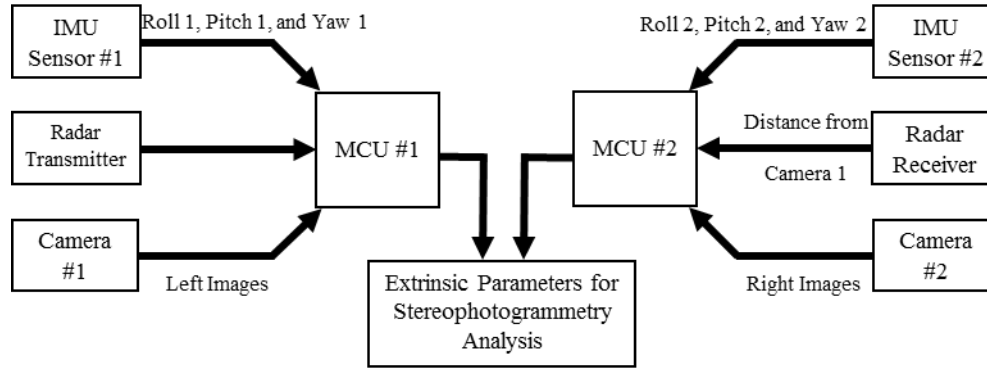 IMU
Sensor #1
Roll 1, Pitch 1, and Yaw 1
Roll 2, Pitch 2, and Yaw 2
IMU
Sensor #2
Radar
Transmitter
MCU #1
MCU #2
Distance from
Camera 1
Radar
Receiver
Camera
#1
Left Images
Extrinsic Parameters for
Stereophotogrammetry
Analysis
Right Images
Camera
#2